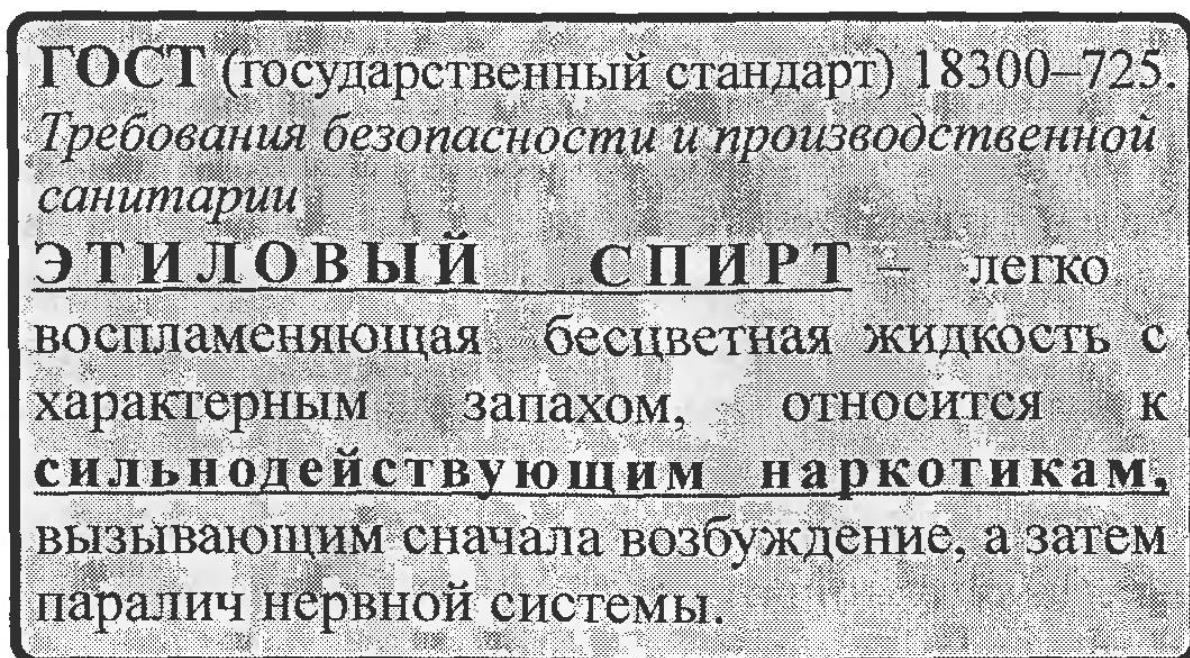 ГОСТ (государственный стандарт) 18300–725.
Требования безопасности и производственной
санитарии
ЭТИЛОВЫЙ СПИРТ – легко
воспламеняющая бесцветная жидкость с
характерным запахом, относится к
сильнодействующим наркотикам,
вызывающим сначала возбуждение, а затем
паралич нервной системы.